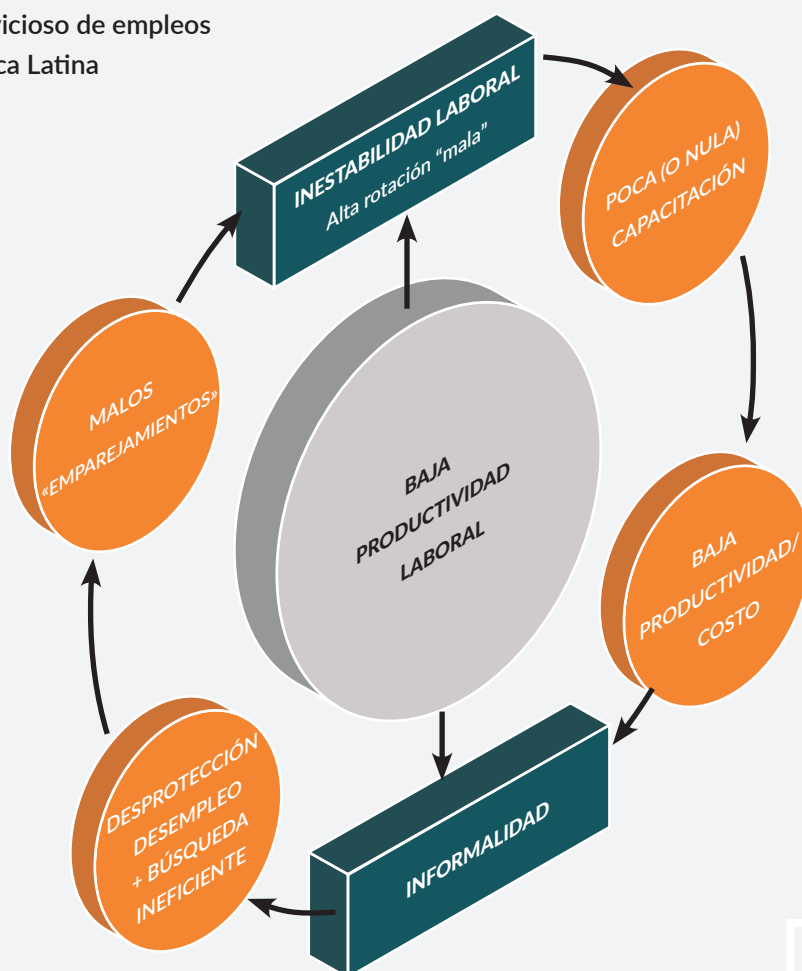 vicioso de empleos
ca Latina
INESTABILIDAD LABORAL
Alta rotación “mala”
POCA (O NULA)
CAPACITACIÓN
MALOS
«EMPAREJAMIENTOS»
BAJA
PRODUCTIVIDAD
LABORAL
BAJA
PRODUCTIVIDAD/
COSTO
DESPROTECCIÓN
DESEMPLEO
+ BÚSQUEDA
INEFICIENTE
INFORMALIDAD